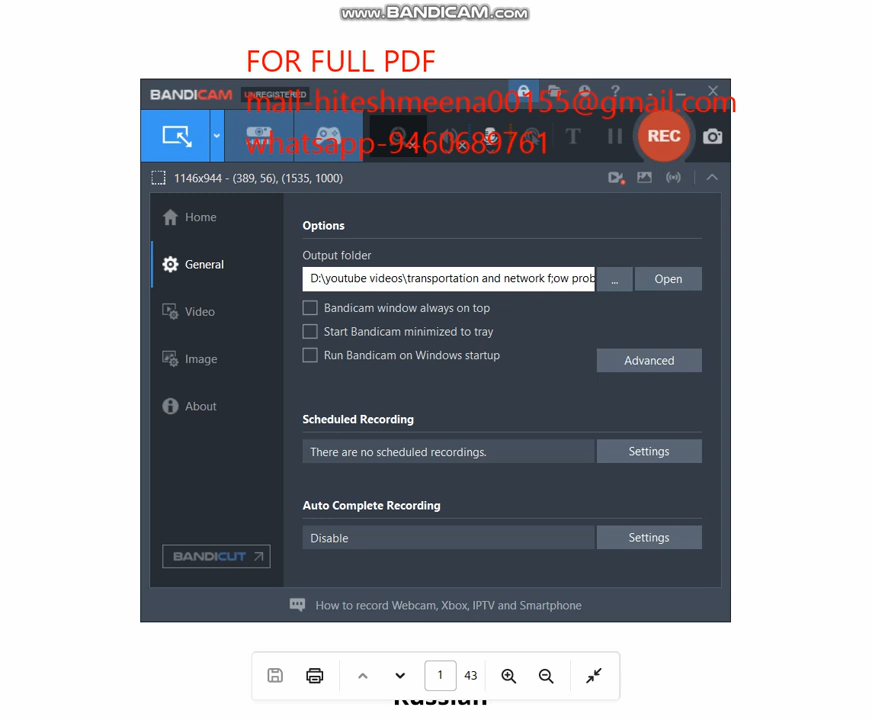 www.BANDICAM.com
FOR FULL PDF
BANDICAM UNREGISTERED
mail-hiteshmeena00155@gmail.com
whatsapp-9460689761
REC
1146x944 - (389, 56), (1535, 1000)
Home
General
Video
Image
About
BANDICUT
Options
Output folder
D:\youtube videos\transportation and network f;ow prob
... Open
Bandicam window always on top
Start Bandicam minimized to tray
Run Bandicam on Windows startup
Advanced
Scheduled Recording
There are no scheduled recordings. Settings
Auto Complete Recording
Disable Settings
How to record Webcam, Xbox, IPTV and Smartphone
1 43
Russian